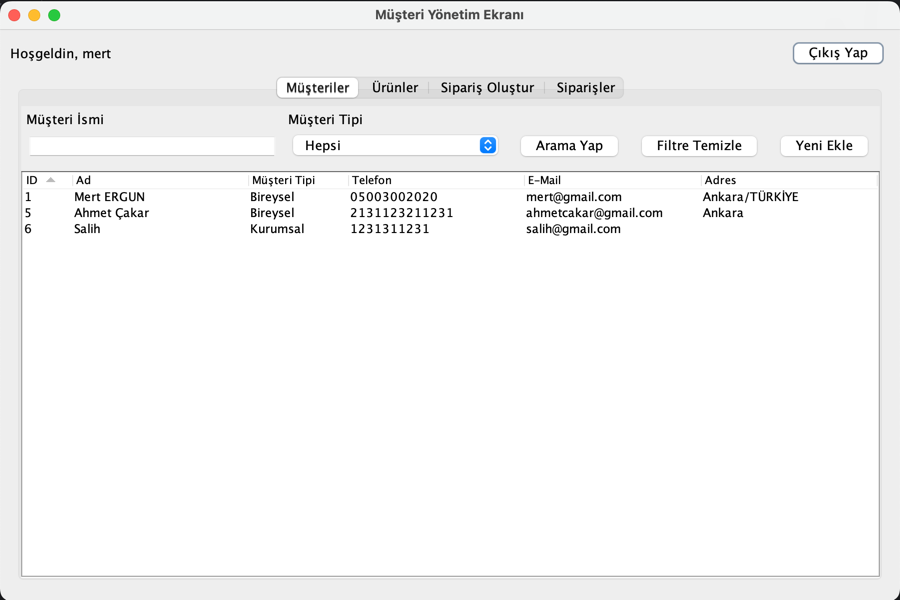 Müşteri Yönetim Ekranı
Hoşgeldin, mert
Çıkış Yap
Müşteriler Ürünler Sipariş Oluştur Siparişler
Müşteri İsmi Müşteri Tipi
Hepsi Arama Yap Filtre Temizle Yeni Ekle
ID Ad Müşteri Tipi Telefon E-Mail Adres
1 Mert ERGUN Bireysel 05003002020 mert@gmail.com Ankara/TÜRKİYE
5 Ahmet Çakar Bireysel 2131123211231 ahmetcakar@gmail.com Ankara
6 Salih Kurumsal 1231311231 salih@gmail.com